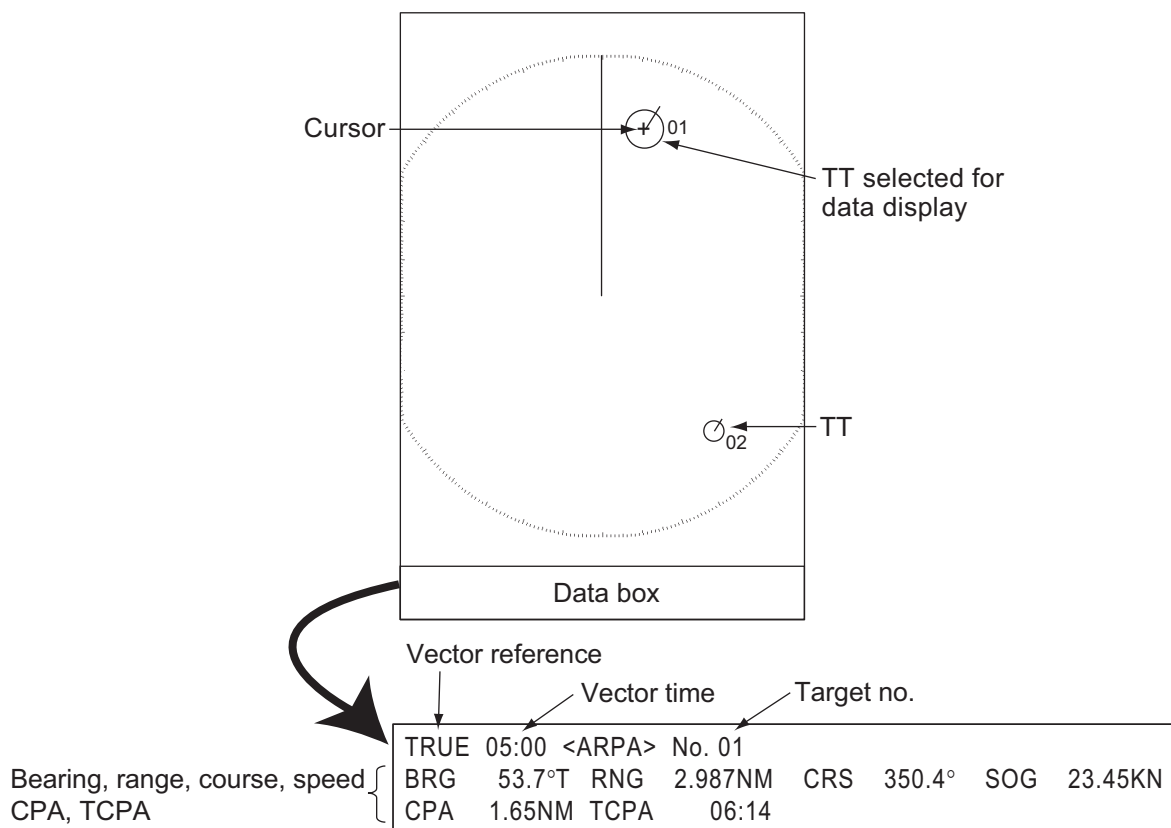 Cursor
01
TT selected for
data display
TT
02
Data box
Vector reference
Vector time
Target no.
TRUE 05:00 <ARPA> No. 01
Bearing, range, course, speed
CPA, TCPA
BRG 53.7°T RNG 2.987NM CRS 350.4° SOG 23.45KN
CPA 1.65NM TCPA 06:14